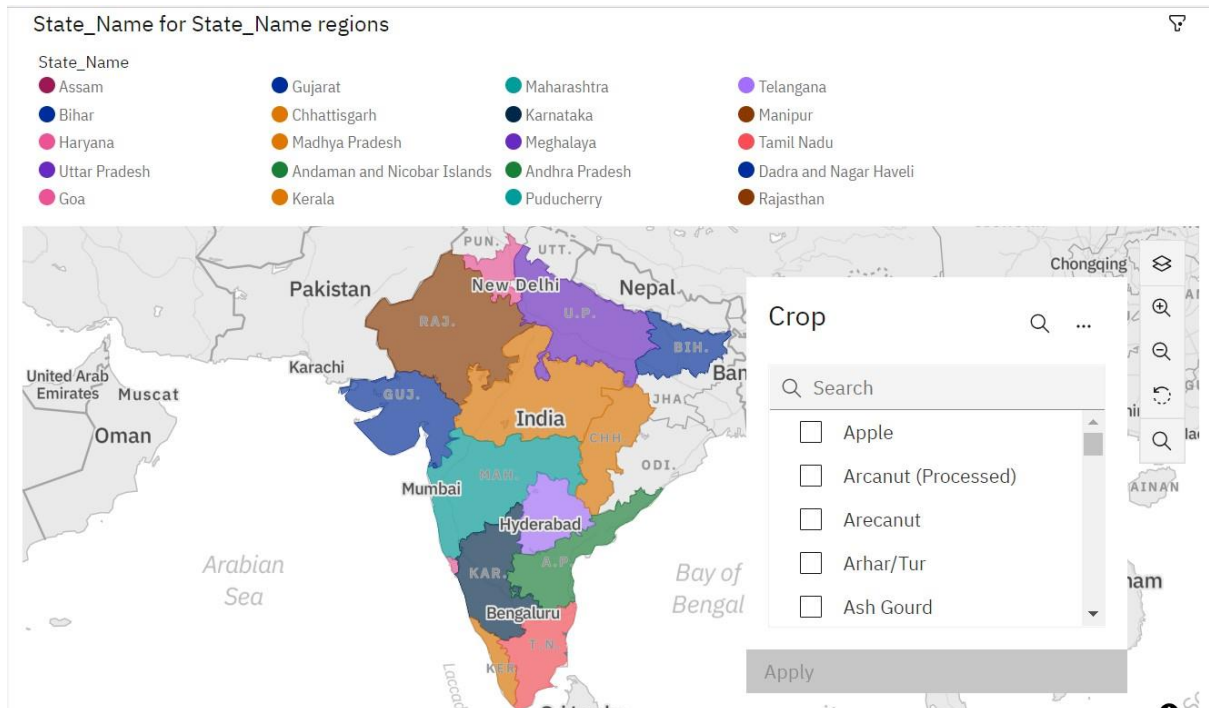 State_Name for State_Name regions
State_Name
Assam
Gujarat
Maharashtra
Telangana
Bihar
Chhattisgarh
Karnataka
Manipur
Haryana
Madhya Pradesh
Meghalaya
Tamil Nadu
Uttar Pradesh
Andaman and Nicobar Islands
Andhra Pradesh
Dadra and Nagar Haveli
Goa
Kerala
Puducherry
Rajasthan
PUN.
UTT.
Chongqing
Pakistan
New Delhi
Nepal
RAJ.
U.P.
BIH.
Karachi
United Arab
Emirates
Muscat
Oman
GUJ.
India
JHA.
CHH.
ODI.
MAH.
Mumbai
Hyderabad
Arabian
Sea
KAR.
A.P.
Bay of
Bengal
Bengaluru
T.N.
KER.
Laccad
Crop
...
Search
Apple
Arcanut (Processed)
Arecanut
Arhar/Tur
Ash Gourd
Apply
Ban
AINAN
nam